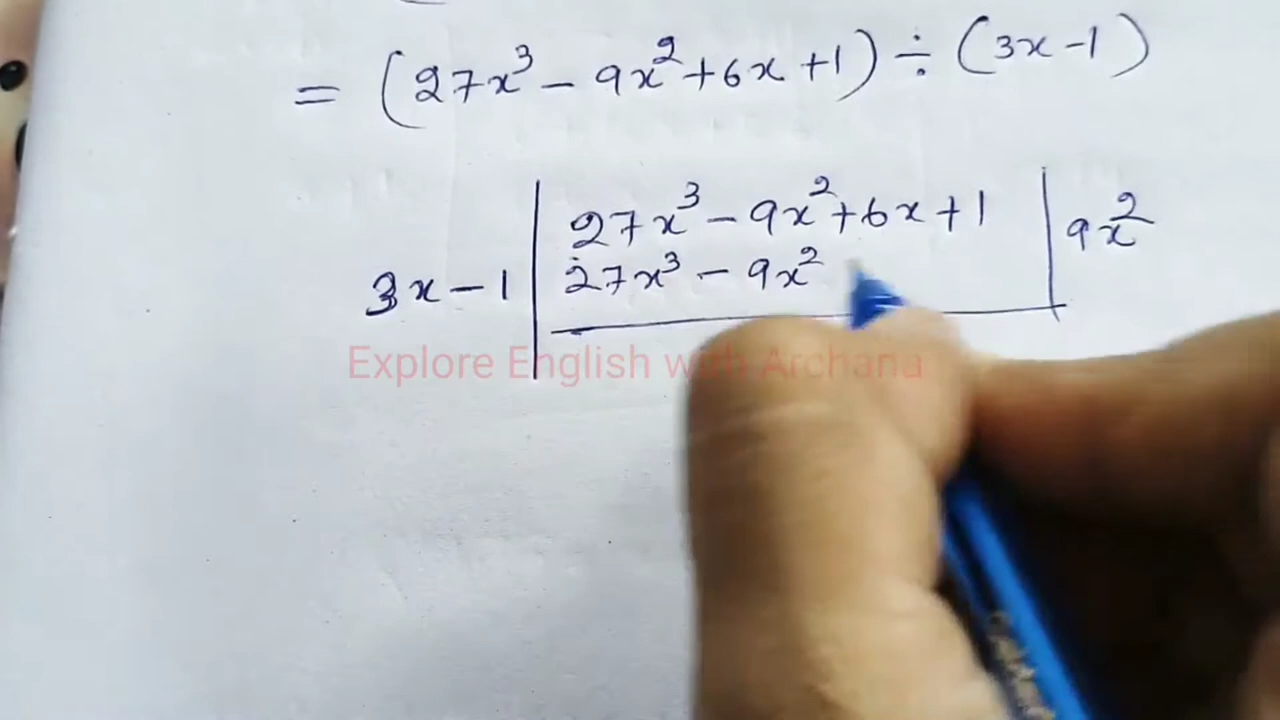 = (27x³ - 9x² + 6x + 1) ÷ (3x - 1)
27x³ - 9x² + 6x + 1 | 9x²
3x - 1 | 27x³ - 9x²
Explore English with Archana